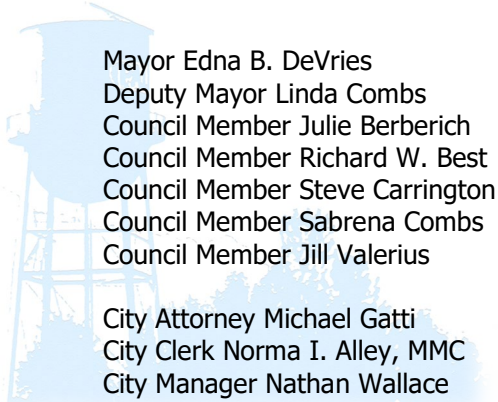 Mayor Edna B. DeVries
Deputy Mayor Linda Combs
Council Member Julie Berberich
Council Member Richard W. Best
Council Member Steve Carrington
Council Member Sabrena Combs
Council Member Jill Valerius
City Attorney Michael Gatti
City Clerk Norma I. Alley, MMC
City Manager Nathan Wallace